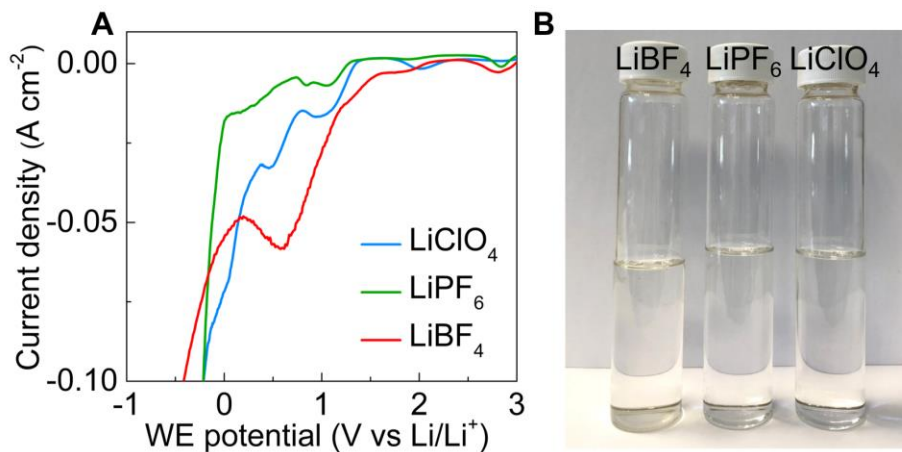 A
Current density (A cm⁻²)
0.00
-0.05
-0.10
-1
0
1
2
3
WE potential (V vs Li/Li⁺)
LiClO₄
LiPF₆
LiBF₄
B
LiBF₄ LiPF₆ LiClO₄